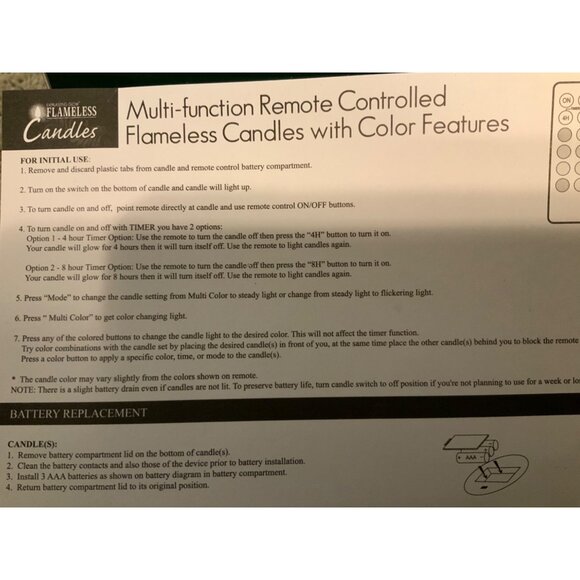 FLAMELESS
Candles
Multi-function Remote Controlled
Flameless Candles with Color Features
ON
4H
FOR INITIAL USE:
1. Remove and discard plastic tabs from candle and remote control battery compartment.
2. Turn on the switch on the bottom of candle and candle will light up.
3. To turn candle on and off, point remote directly at candle and use remote control ON/OFF buttons.
4. To turn candle on and off with TIMER you have 2 options:
Option 1 - 4 hour Timer Option: Use the remote to turn the candle off then press the "4H" button to turn it on.
Your candle will glow for 4 hours then it will turn itself off. Use the remote to light candles again.
Option 2 - 8 hour Timer Option: Use the remote to turn the candle off then press the "8H" button to turn it on.
Your candle will glow for 8 hours then it will turn itself off. Use the remote to light candles again.
5. Press "Mode" to change the candle setting from Multi Color to steady light or change from steady light to flickering light.
6. Press " Multi Color" to get color changing light.
7. Press any of the colored buttons to change the candle light to the desired color. This will not affect the timer function.
Try color combinations with the candle set by placing the desired candle(s) in front of you, at the same time place the other candle(s) behind you to block the remote
Press a color button to apply a specific color, time, or mode to the candle(s).
* The candle color may vary slightly from the colors shown on remote.
NOTE: There is a slight battery drain even if candles are not lit. To preserve battery life, turn candle switch to off position if you're not planning to use for a week or lo
BATTERY REPLACEMENT
CANDLE(S):
1. Remove battery compartment lid on the bottom of candle(s).
2. Clean the battery contacts and also those of the device prior to battery installation.
3. Install 3 AAA batteries as shown on battery diagram in battery compartment.
4. Return battery compartment lid to its original position.
+ AAA -